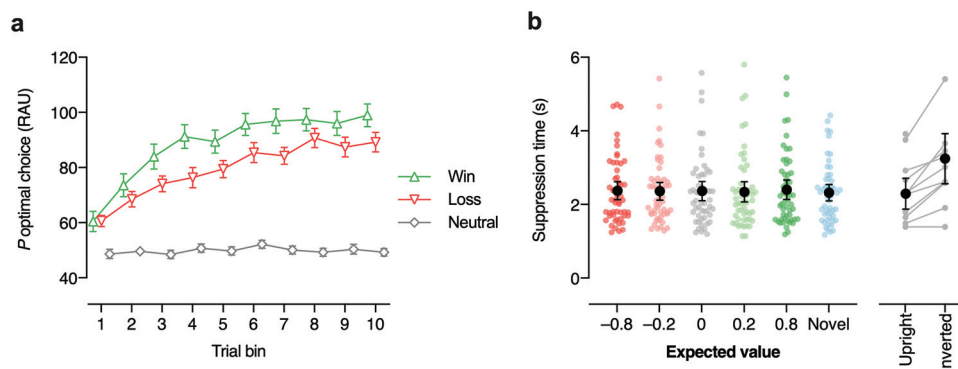 a
P optimal choice (RAU)
120
100
80
60
40
1 2 3 4 5 6 7 8 9 10
Trial bin
Win
Loss
Neutral
b
Suppression time (s)
6
4
2
0
−0.8 −0.2 0 0.2 0.8 Novel
Expected value
Upright
nverted